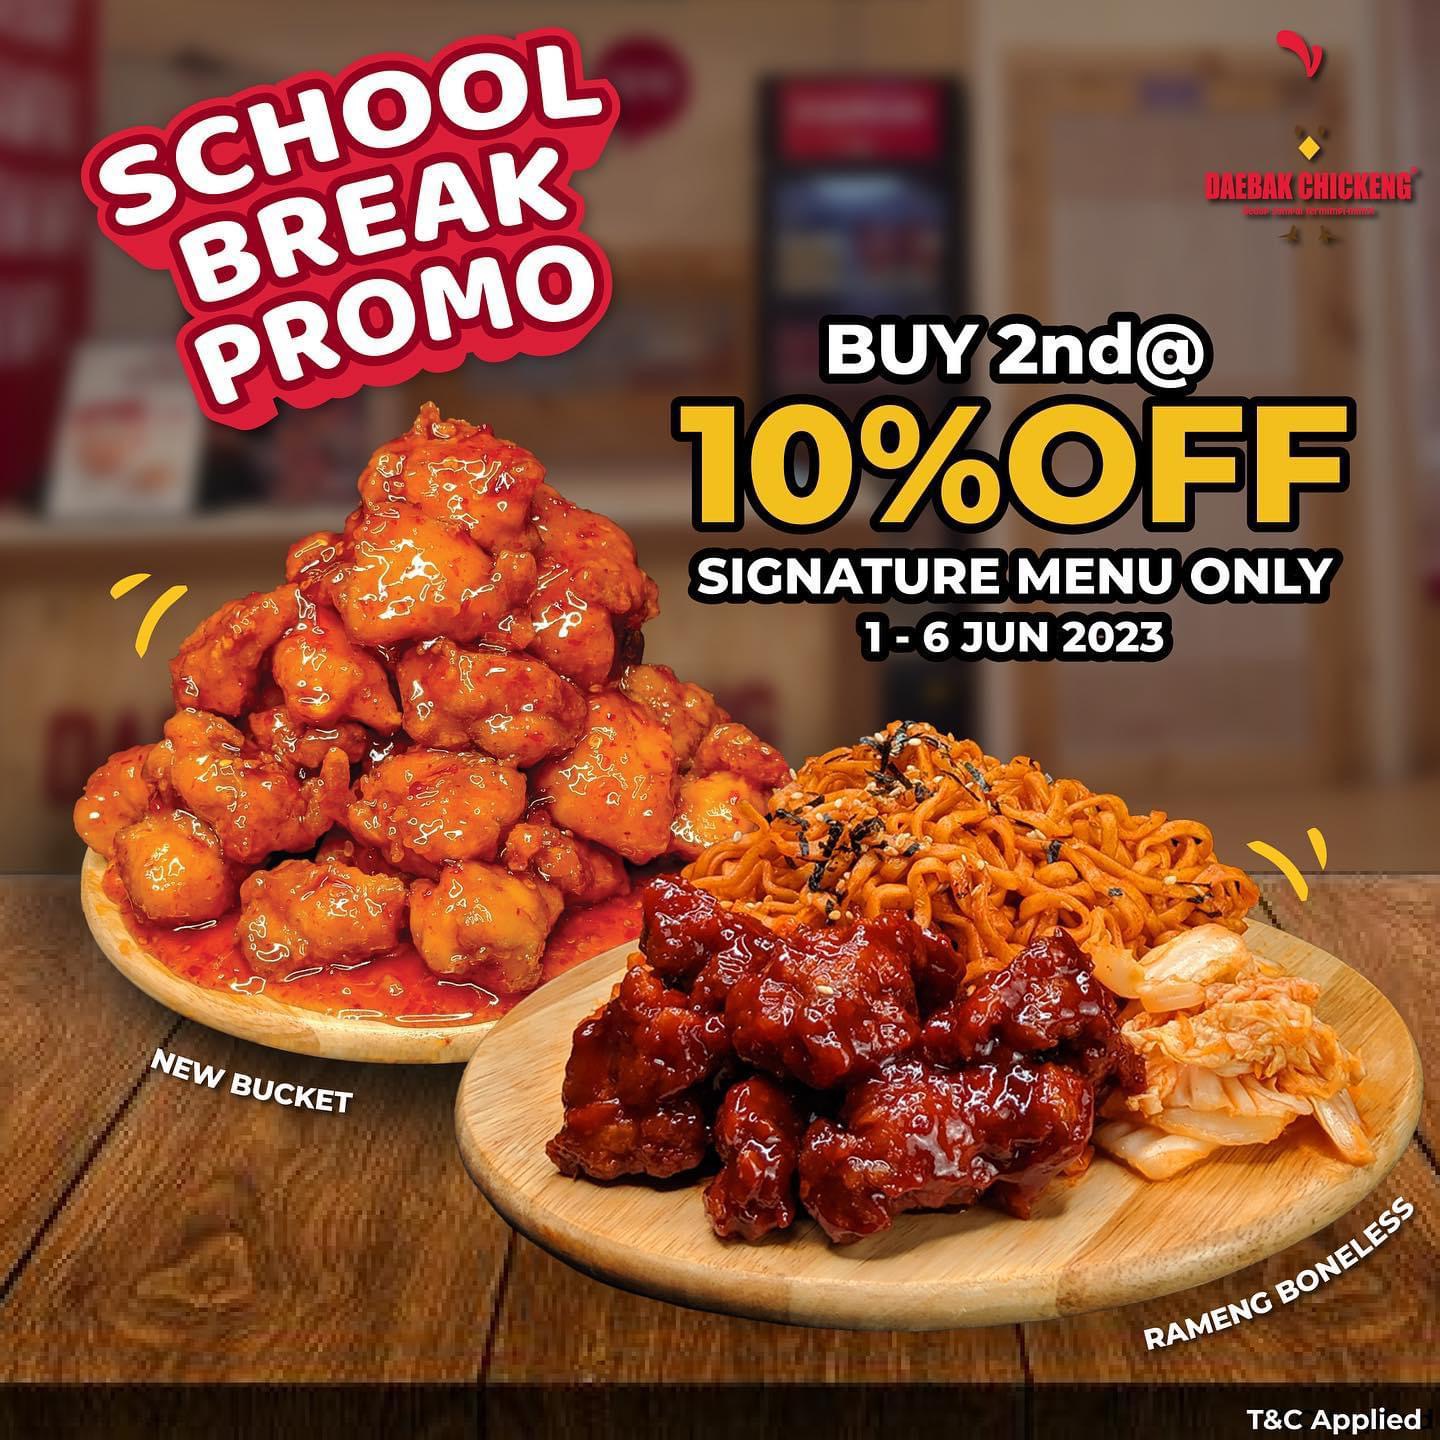 SCHOOL
BREAK
PROMO
DAEBAK CHICKENG
BUY 2nd@
10%OFF
SIGNATURE MENU ONLY
1 - 6 JUN 2023
NEW BUCKET
RAMENG BONELESS
T&C Applied